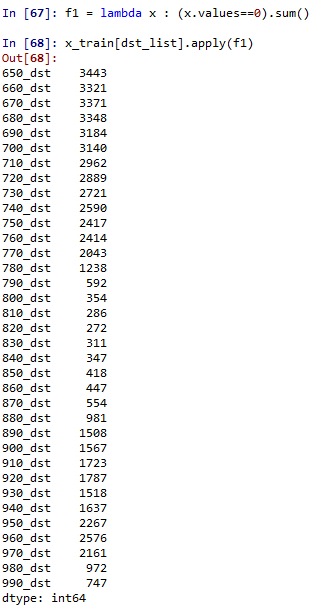 In [67]: f1 = lambda x : (x.values==0).sum()
In [68]: x_train[dst_list].apply(f1)
Out[68]:
650_dst 3443
660_dst 3321
670_dst 3371
680_dst 3348
690_dst 3184
700_dst 3140
710_dst 2962
720_dst 2889
730_dst 2721
740_dst 2590
750_dst 2417
760_dst 2414
770_dst 2043
780_dst 1238
790_dst 592
800_dst 354
810_dst 286
820_dst 272
830_dst 311
840_dst 347
850_dst 418
860_dst 447
870_dst 554
880_dst 981
890_dst 1508
900_dst 1567
910_dst 1723
920_dst 1787
930_dst 1518
940_dst 1637
950_dst 2267
960_dst 2576
970_dst 2161
980_dst 972
990_dst 747
dtype: int64